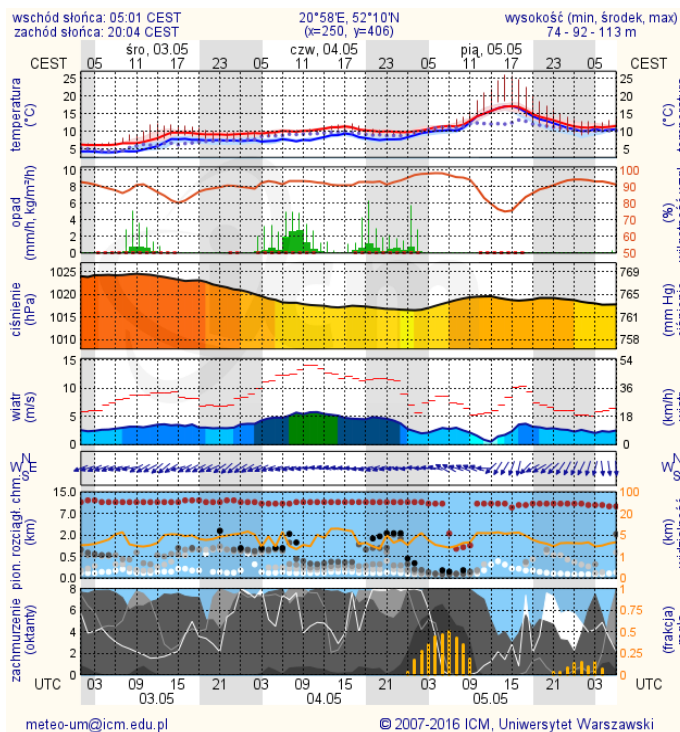 wschód słońca: 05:01 CEST 20°58'E, 52°10'N wysokość (min, środek, max)
zachód słońca: 20:04 CEST (x=250, y=406) 74 - 92 - 113 m
śro, 03.05 czw, 04.05 pią, 05.05
CEST 05 11 17 23 05 11 17 23 05 11 17 23 05 CEST
temperatura
(°C)
25
20
15
10
5
25
20
15
10
5
(°C)
opad
(mm/h, kg/m²/h)
10
8
6
4
2
0
100
90
80
70
60
50
(%)
ciśnienie
(hPa)
1025
1020
1015
1010
769
765
761
758
(mm Hg)
wiatr
(m/s)
15
10
5
0
54
36
18
0
(km/h)
N
W E
S
N
W
S
pion. rozciągł. chm.
(km)
15.0
7.0
2.0
0.5
0.0
100
20
5
1
0
(km)
zachmurzenie
(oktanty)
8
6
4
2
0
1
0.75
0.5
0.25
0
(frakcja
UTC 03 09 15 21 03 09 15 21 03 09 15 21 03 UTC
03.05 04.05 05.05
meteo-um@icm.edu.pl © 2007-2016 ICM, Uniwersytet Warszawski